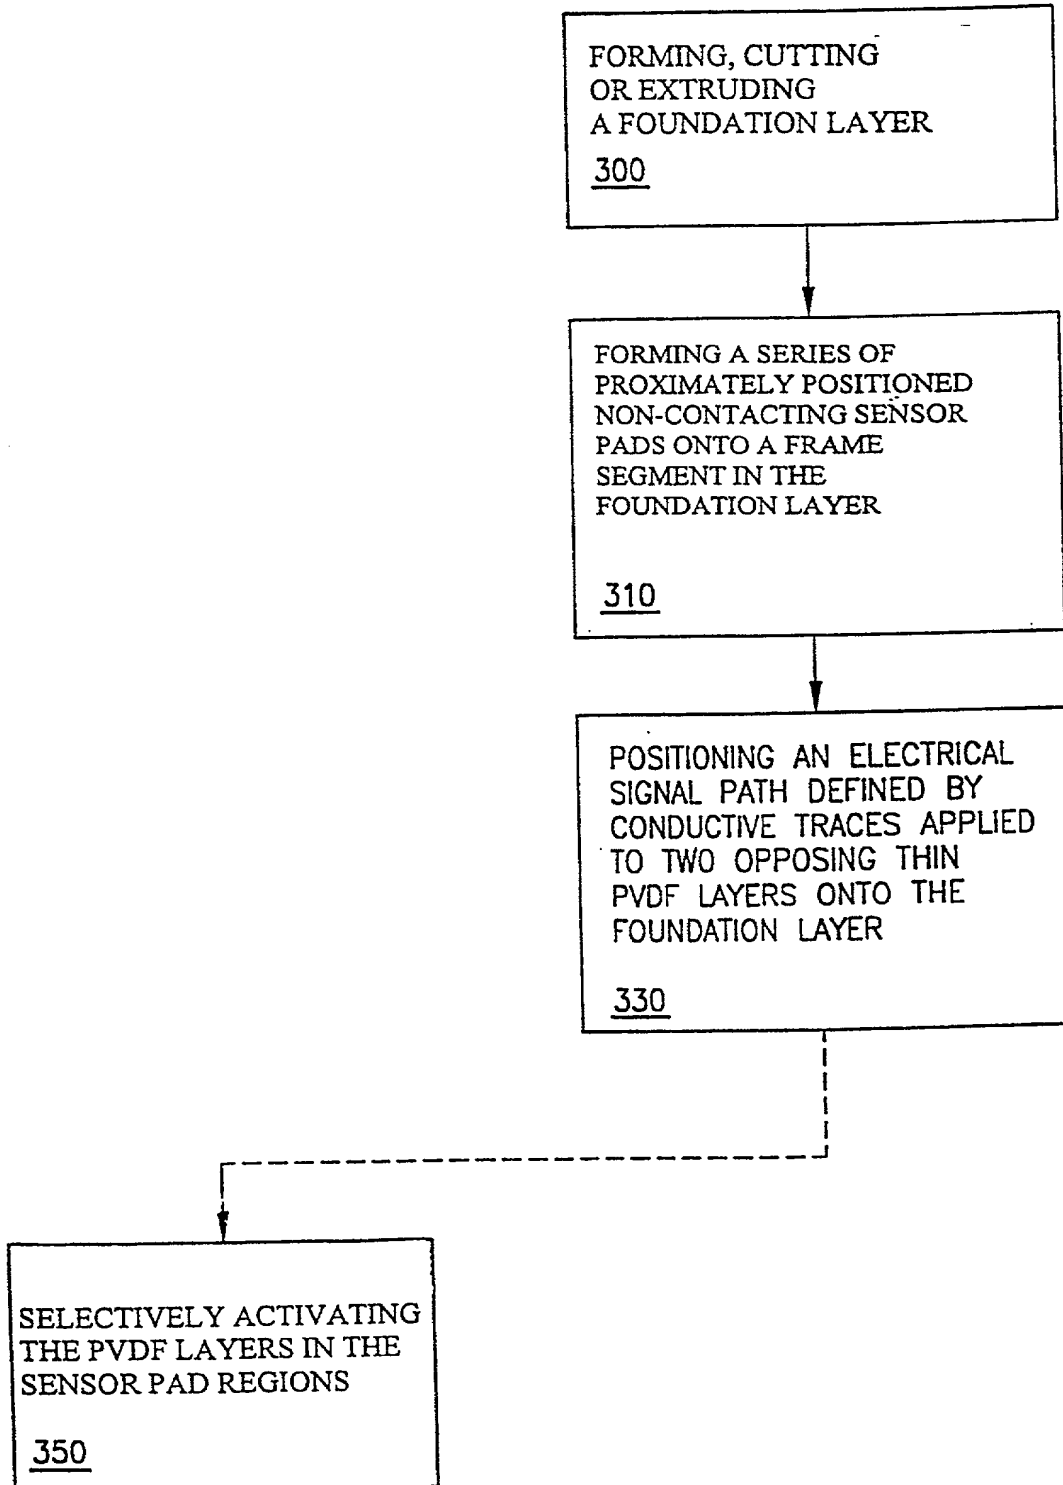 FORMING, CUTTING
OR EXTRUDING
A FOUNDATION LAYER
300
FORMING A SERIES OF
PROXIMATELY POSITIONED
NON-CONTACTING SENSOR
PADS ONTO A FRAME
SEGMENT IN THE
FOUNDATION LAYER
310
POSITIONING AN ELECTRICAL
SIGNAL PATH DEFINED BY
CONDUCTIVE TRACES APPLIED
TO TWO OPPOSING THIN
PVDF LAYERS ONTO THE
FOUNDATION LAYER
330
SELECTIVELY ACTIVATING
THE PVDF LAYERS IN THE
SENSOR PAD REGIONS
350